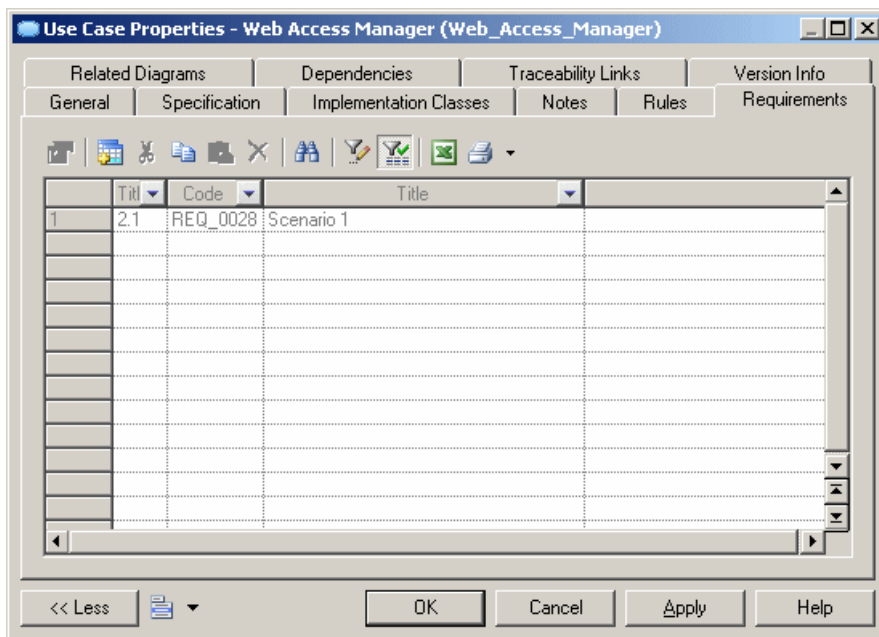 Use Case Properties - Web Access Manager (Web_Access_Manager)
Related Diagrams Dependencies Traceability Links Version Info
General Specification Implementation Classes Notes Rules Requirements
Titl Code Title
1 2.1 REQ_0028 Scenario 1
<< Less OK Cancel Apply Help